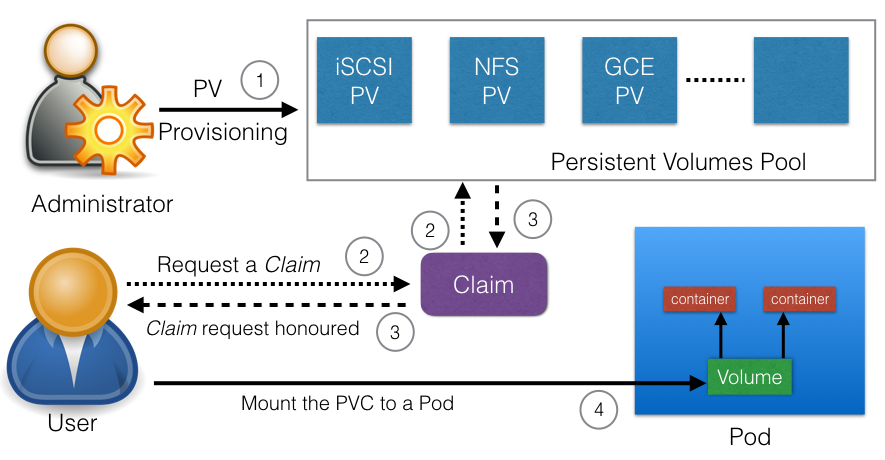 PV
1
Provisioning
Administrator
iSCSI
PV
NFS
PV
GCE
PV
Persistent Volumes Pool
2
3
Request a Claim
2
Claim
Claim request honoured
3
User
Mount the PVC to a Pod
4
container
container
Volume
Pod